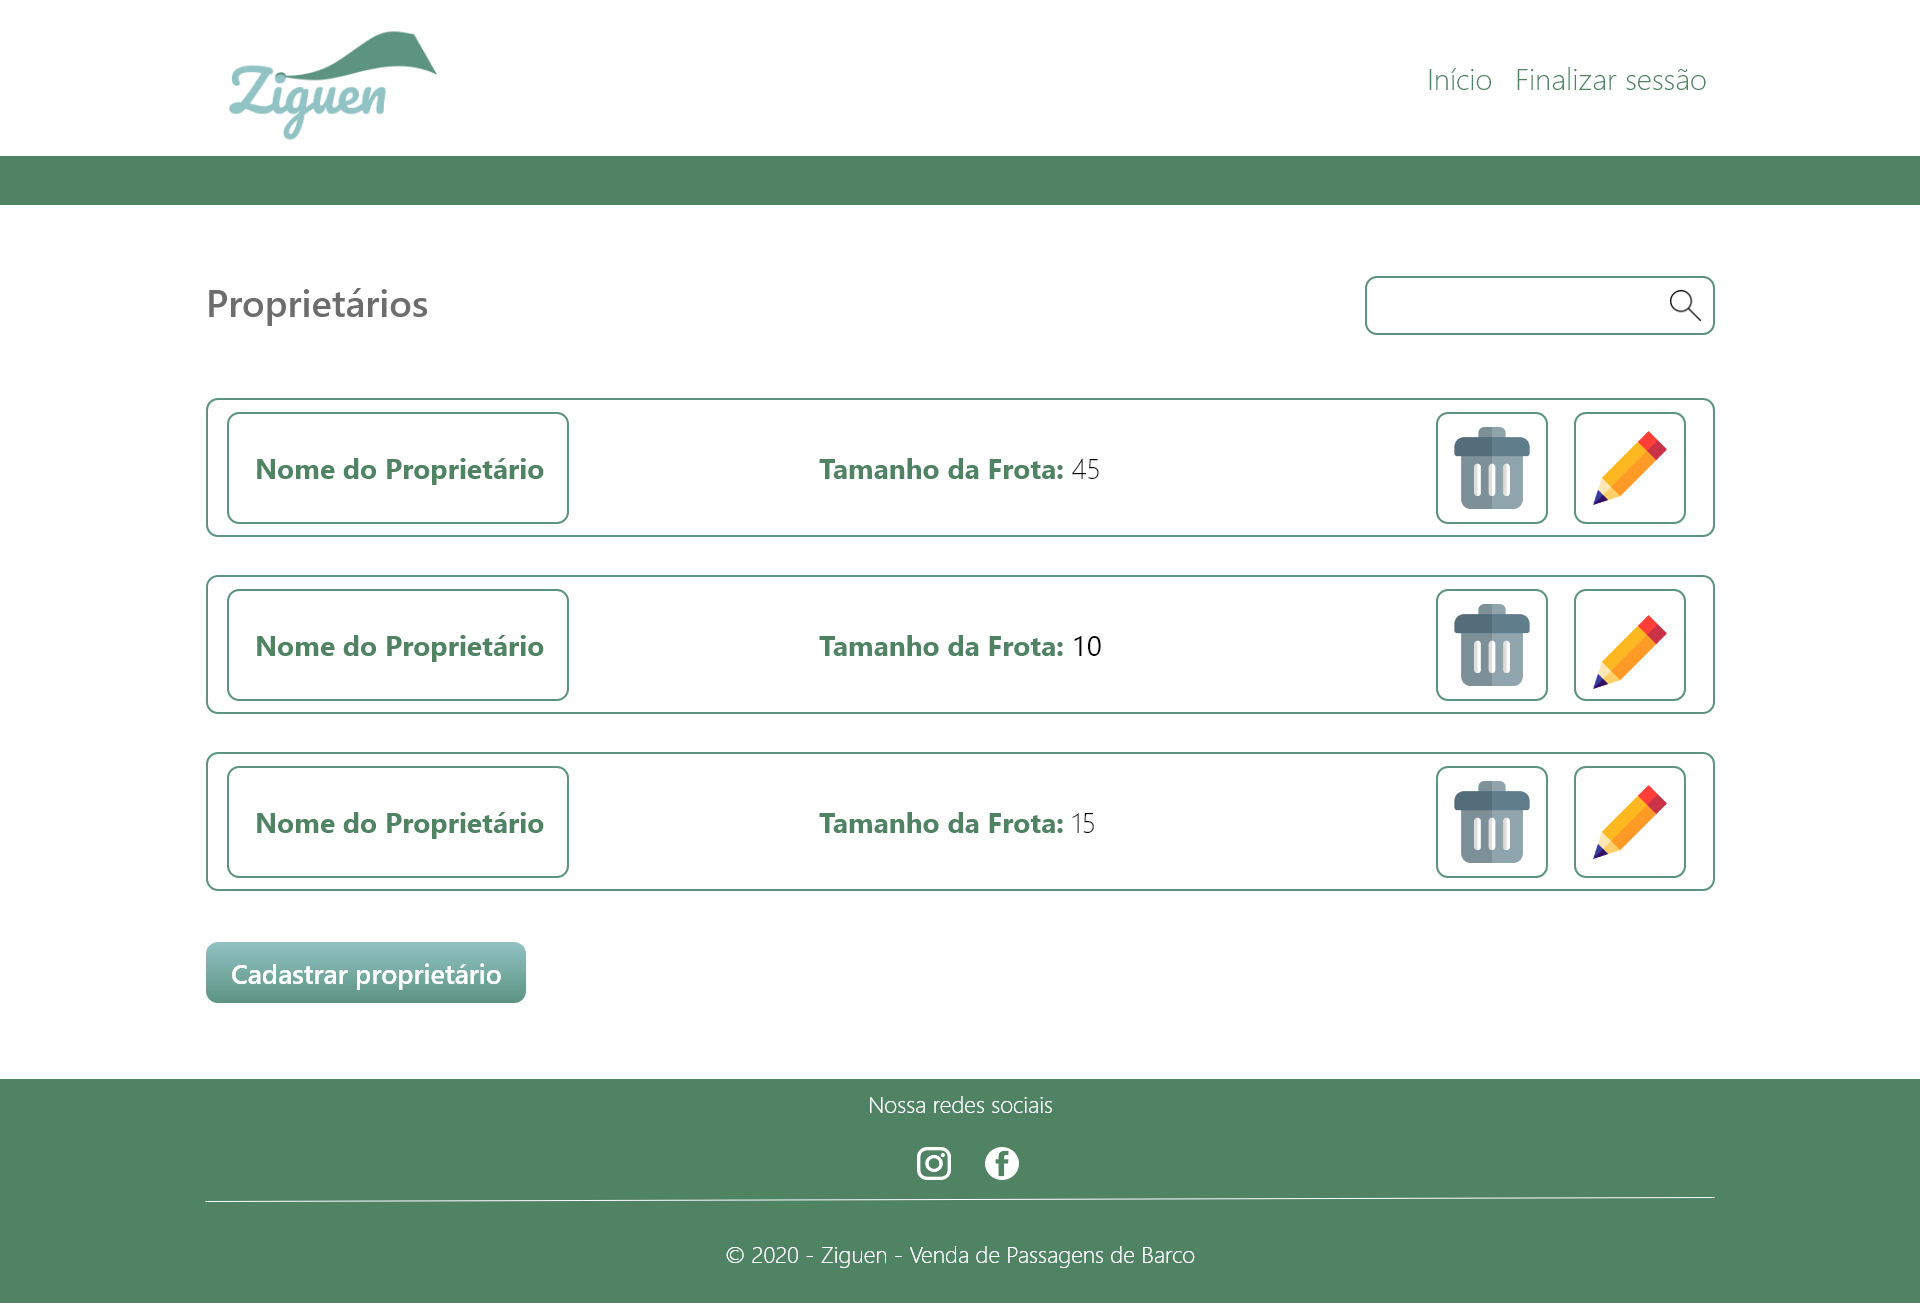 Ziguen
Início Finalizar sessão
Proprietários
Nome do Proprietário Tamanho da Frota: 45
Nome do Proprietário Tamanho da Frota: 10
Nome do Proprietário Tamanho da Frota: 15
Cadastrar proprietário
Nossa redes sociais
© 2020 - Ziguen - Venda de Passagens de Barco